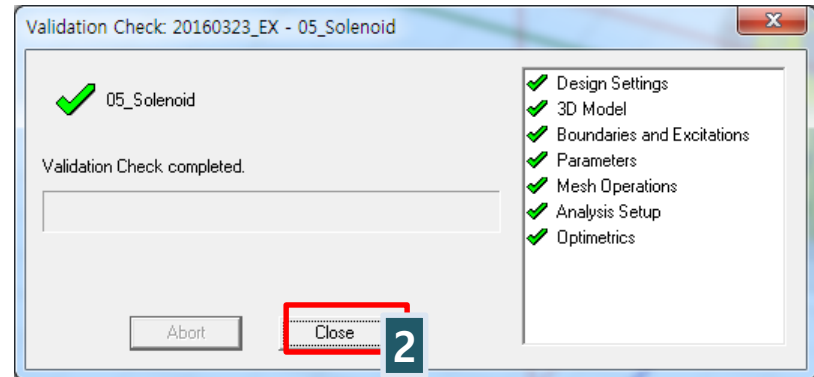 Validation Check: 20160323_EX - 05_Solenoid
x
05_Solenoid
Validation Check completed.
Design Settings
3D Model
Boundaries and Excitations
Parameters
Mesh Operations
Analysis Setup
Optimetrics
Abort
Close
2